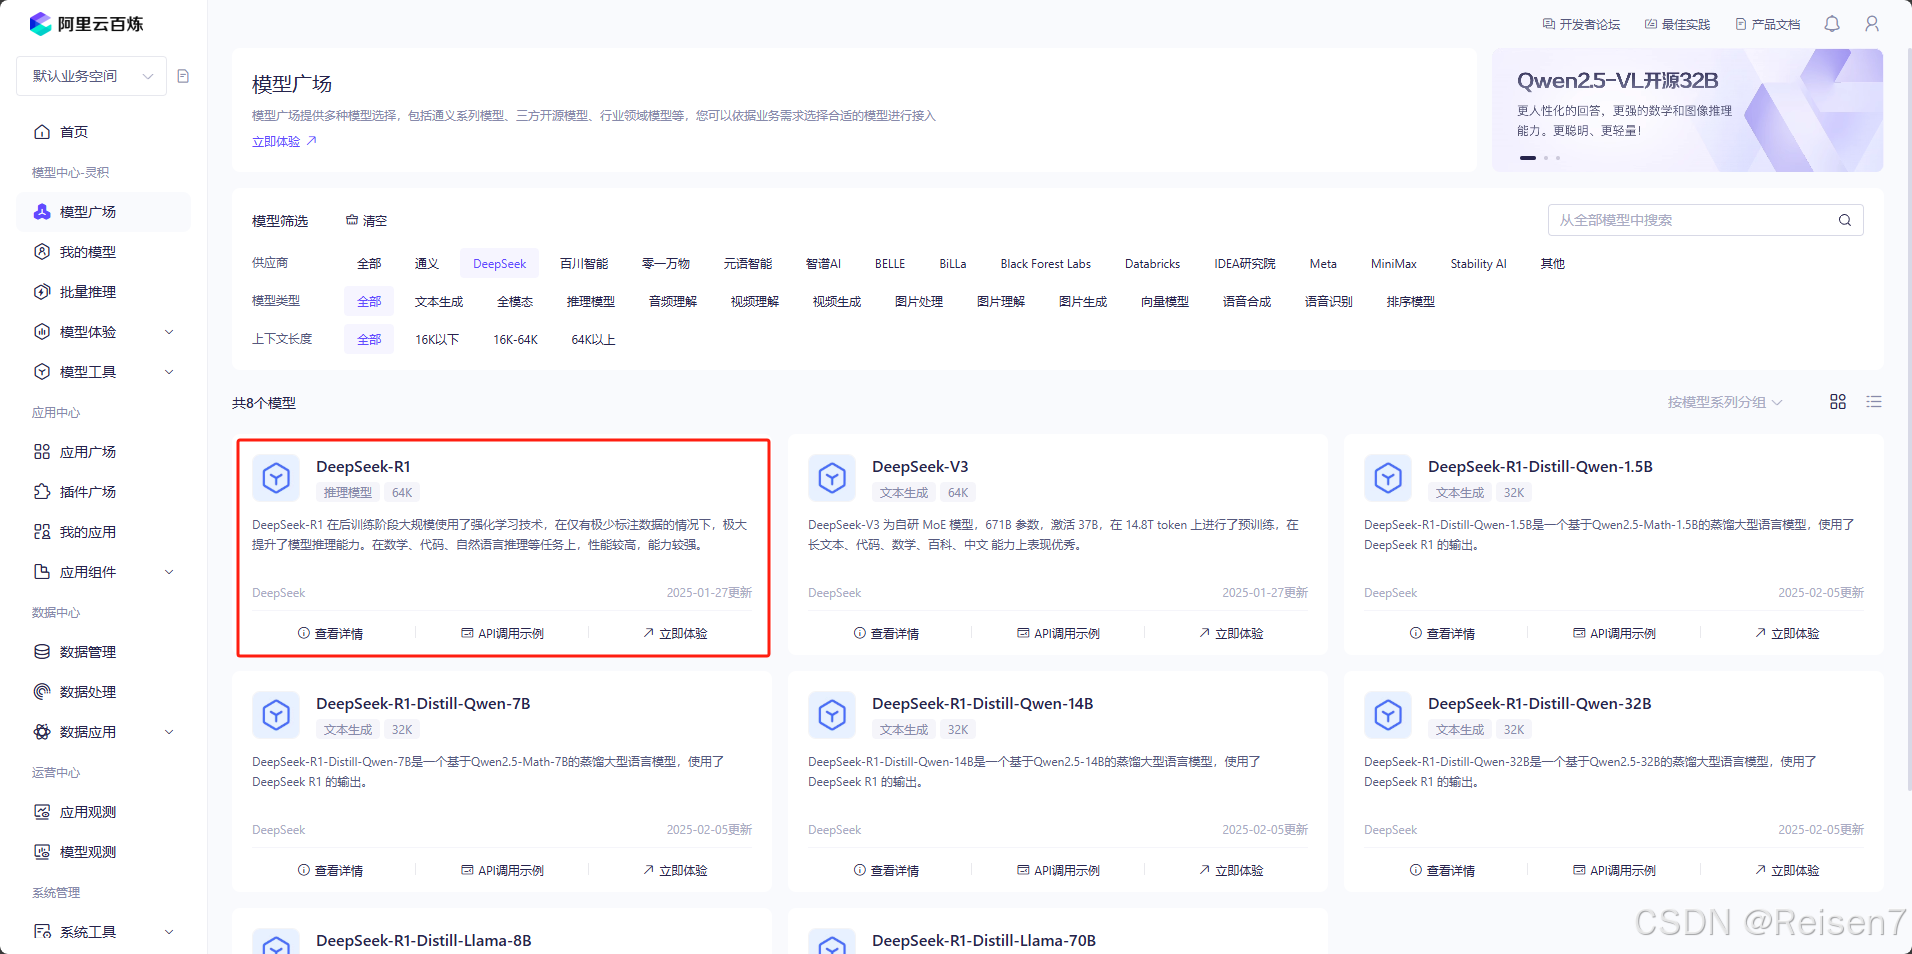 阿里云百炼
开发者论坛
最佳实践
产品文档
默认业务空间
首页
模型中心-灵积
模型广场
我的模型
批量推理
模型体验
模型工具
应用中心
应用广场
插件广场
我的应用
应用组件
数据中心
数据管理
数据处理
数据应用
运营中心
应用观测
模型观测
系统管理
系统工具
模型广场
模型广场提供多种模型选择，包括通义系列模型、三方开源模型、行业领域模型等，您可以依据业务需求选择合适的模型进行接入
立即体验
Qwen2.5-VL开源32B
更人性化的回答，更强的数学和图像推理
能力。更聪明、更轻量！
模型筛选 清空
从全部模型中搜索
供应商 全部 通义 DeepSeek 百川智能 零一万物 元语智能 智谱AI BELLE BiLLa Black Forest Labs Databricks IDEA研究院 Meta MiniMax Stability AI 其他
模型类型 全部 文本生成 全模态 推理模型 音频理解 视频理解 视频生成 图片处理 图片理解 图片生成 向量模型 语音合成 语音识别 排序模型
上下文长度 全部 16K以下 16K-64K 64K以上
共8个模型
按模型系列分组
DeepSeek-R1
推理模型 64K
DeepSeek-R1 在后训练阶段大规模使用了强化学习技术，在仅有极少标注数据的情况下，极大
提升了模型推理能力。在数学、代码、自然语言推理等任务上，性能较高，能力较强。
DeepSeek 2025-01-27更新
查看详情 API调用示例 立即体验
DeepSeek-V3
文本生成 64K
DeepSeek-V3 为自研 MoE 模型，671B 参数，激活 37B，在 14.8T token 上进行了预训练，在
长文本、代码、数学、百科、中文 能力上表现优秀。
DeepSeek 2025-01-27更新
查看详情 API调用示例 立即体验
DeepSeek-R1-Distill-Qwen-1.5B
文本生成 32K
DeepSeek-R1-Distill-Qwen-1.5B是一个基于Qwen2.5-Math-1.5B的蒸馏大型语言模型，使用了
DeepSeek R1 的输出。
DeepSeek 2025-02-05更新
查看详情 API调用示例 立即体验
DeepSeek-R1-Distill-Qwen-7B
文本生成 32K
DeepSeek-R1-Distill-Qwen-7B是一个基于Qwen2.5-Math-7B的蒸馏大型语言模型，使用了
DeepSeek R1 的输出。
DeepSeek 2025-02-05更新
查看详情 API调用示例 立即体验
DeepSeek-R1-Distill-Qwen-14B
文本生成 32K
DeepSeek-R1-Distill-Qwen-14B是一个基于Qwen2.5-14B的蒸馏大型语言模型，使用了
DeepSeek R1 的输出。
DeepSeek 2025-02-05更新
查看详情 API调用示例 立即体验
DeepSeek-R1-Distill-Qwen-32B
文本生成 32K
DeepSeek-R1-Distill-Qwen-32B是一个基于Qwen2.5-32B的蒸馏大型语言模型，使用了
DeepSeek R1 的输出。
DeepSeek 2025-02-05更新
查看详情 API调用示例 立即体验
DeepSeek-R1-Distill-Llama-8B
DeepSeek-R1-Distill-Llama-70B
CSDN @Reisen7